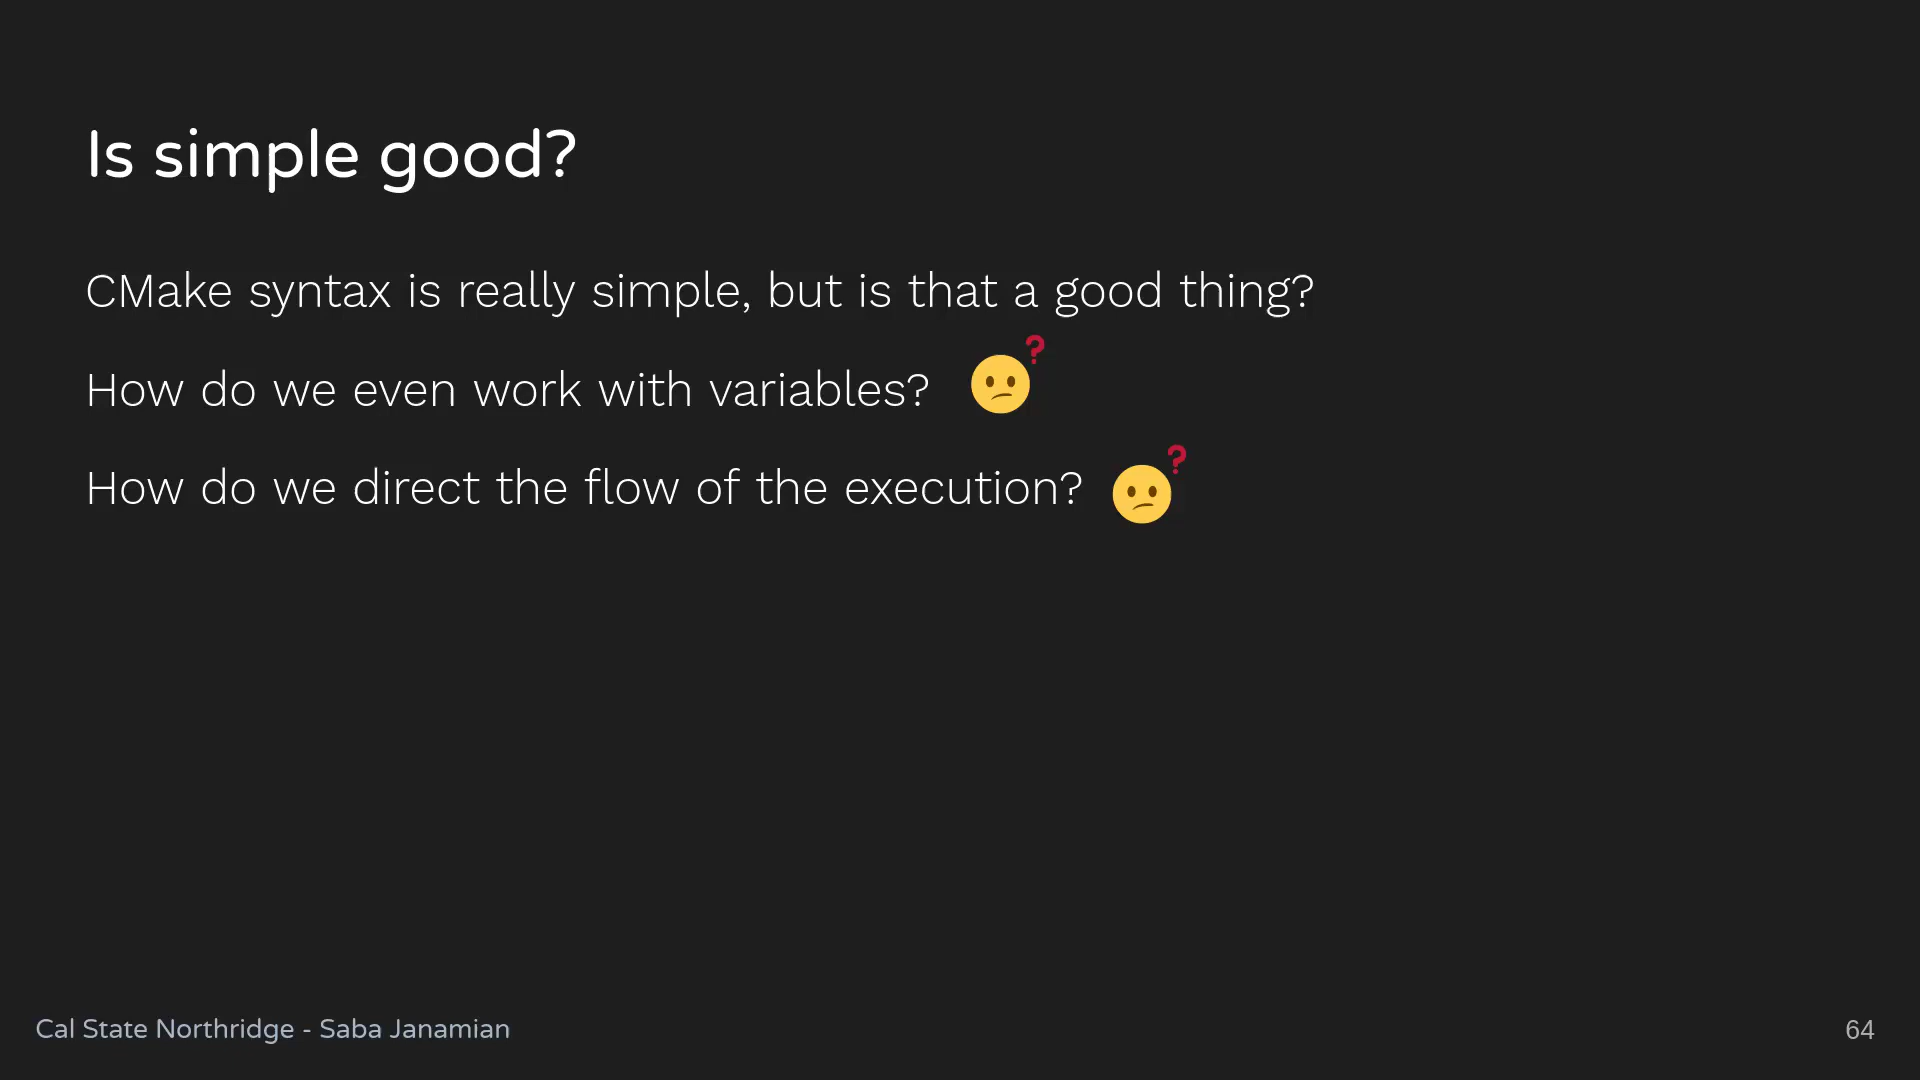 Is simple good?
CMake syntax is really simple, but is that a good thing?
How do we even work with variables?
How do we direct the flow of the execution?
Cal State Northridge - Saba Janamian
64